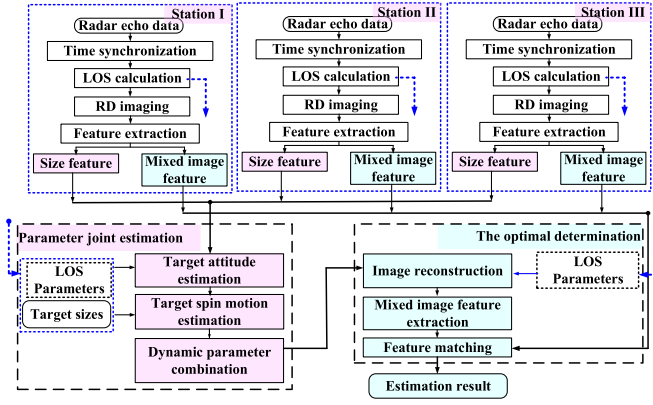 Station I
Radar echo data
Time synchronization
LOS calculation
RD imaging
Feature extraction
Size feature
Mixed image
feature
Station II
Radar echo data
Time synchronization
LOS calculation
RD imaging
Feature extraction
Size feature
Mixed image
feature
Station III
Radar echo data
Time synchronization
LOS calculation
RD imaging
Feature extraction
Size feature
Mixed image
feature
Parameter joint estimation
LOS
Parameters
Target sizes
Target attitude
estimation
Target spin motion
estimation
Dynamic parameter
combination
The optimal determination
Image reconstruction
LOS
Parameters
Mixed image feature
extraction
Feature matching
Estimation result